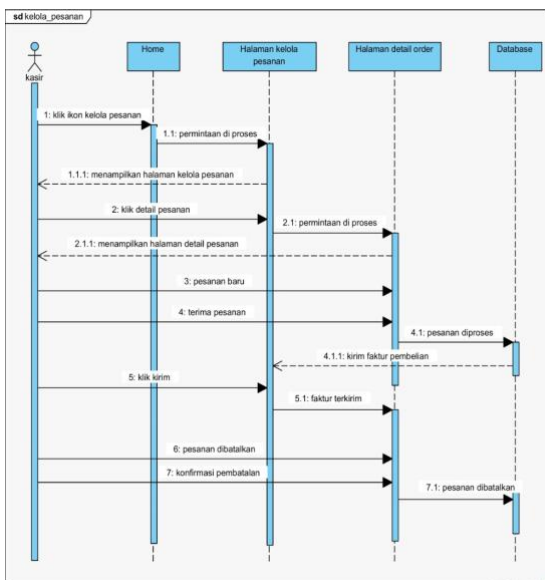 sd kelola_pesanan
kasir
Home
Halaman kelola
pesanan
Halaman detail order
Database
1: klik ikon kelola pesanan
1.1: permintaan di proses
1.1.1: menampilkan halaman kelola pesanan
2: klik detail pesanan
2.1: permintaan di proses
2.1.1: menampilkan halaman detail pesanan
3: pesanan baru
4: terima pesanan
4.1: pesanan diproses
4.1.1: kirim faktur pembelian
5: klik kirim
5.1: faktur terkirim
6: pesanan dibatalkan
7: konfirmasi pembatalan
7.1: pesanan dibatalkan